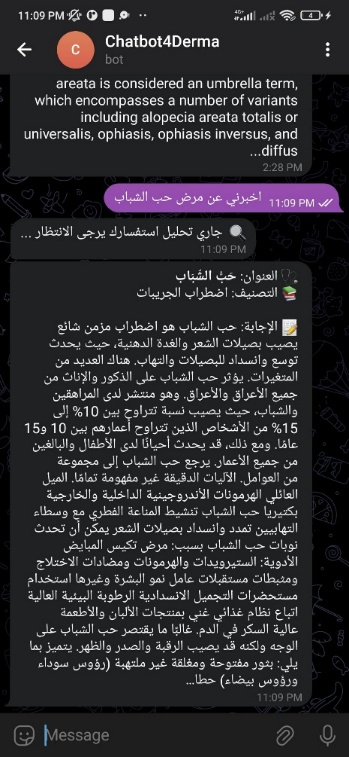 11:09 PM
4
C
Chatbot4Derma
bot
areata is considered an umbrella term,
which encompasses a number of variants
including alopecia areata totalis or
universalis, ophiasis, ophiasis inversus, and
...diffus
2:28 PM
اخبرني عن مرض حب الشباب
11:09 PM
جاري تحليل استفسارك يرجى الانتظار ...
11:09 PM
العنوان: حَبُّ الشَّبَاب
التصنيف: اضطراب الجريبات
الإجابة: حب الشباب هو اضطراب مزمن شائع
يصيب بصيلات الشعر والغدة الدهنية، حيث يحدث
توسع وانسداد للبصيلات والتهاب. هناك العديد من
المتغيرات. يؤثر حب الشباب على الذكور والإناث من
جميع الأعراق والأعراق. وهو منتشر لدى المراهقين
والشباب، حيث يصيب نسبة تتراوح بين 10% إلى
15% من الأشخاص الذين تتراوح أعمارهم بين 10 و15
عامًا. ومع ذلك، قد يحدث أحيانًا لدى الأطفال والبالغين
من جميع الأعمار. يرجع حب الشباب إلى مجموعة
من العوامل. الآليات الدقيقة غير مفهومة تمامًا. الميل
العائلي الهرمونات الأندروجينية الداخلية والخارجية
بكتيريا حب الشباب تنشيط المناعة الفطري مع وسطاء
التهابيين تمدد وانسداد بصيلات الشعر يمكن أن تحدث
نوبات حب الشباب بسبب: مرض تكيس المبايض
الأدوية: الستيرويدات والهرمونات ومضادات الاختلاج
ومثبطات مستقبلات عامل نمو البشرة وغيرها استخدام
مستحضرات التجميل الانسدادية الرطوبة البيئية العالية
اتباع نظام غذائي غني بمنتجات الألبان والأطعمة
عالية السكر في الدم. غالبًا ما يقتصر حب الشباب على
الوجه ولكنه قد يصيب الرقبة والصدر والظهر. يتميز بما
يلي: بثور مفتوحة ومغلقة غير ملتهبة (رؤوس سوداء
ورؤوس بيضاء) حطا...
11:09 PM
Message